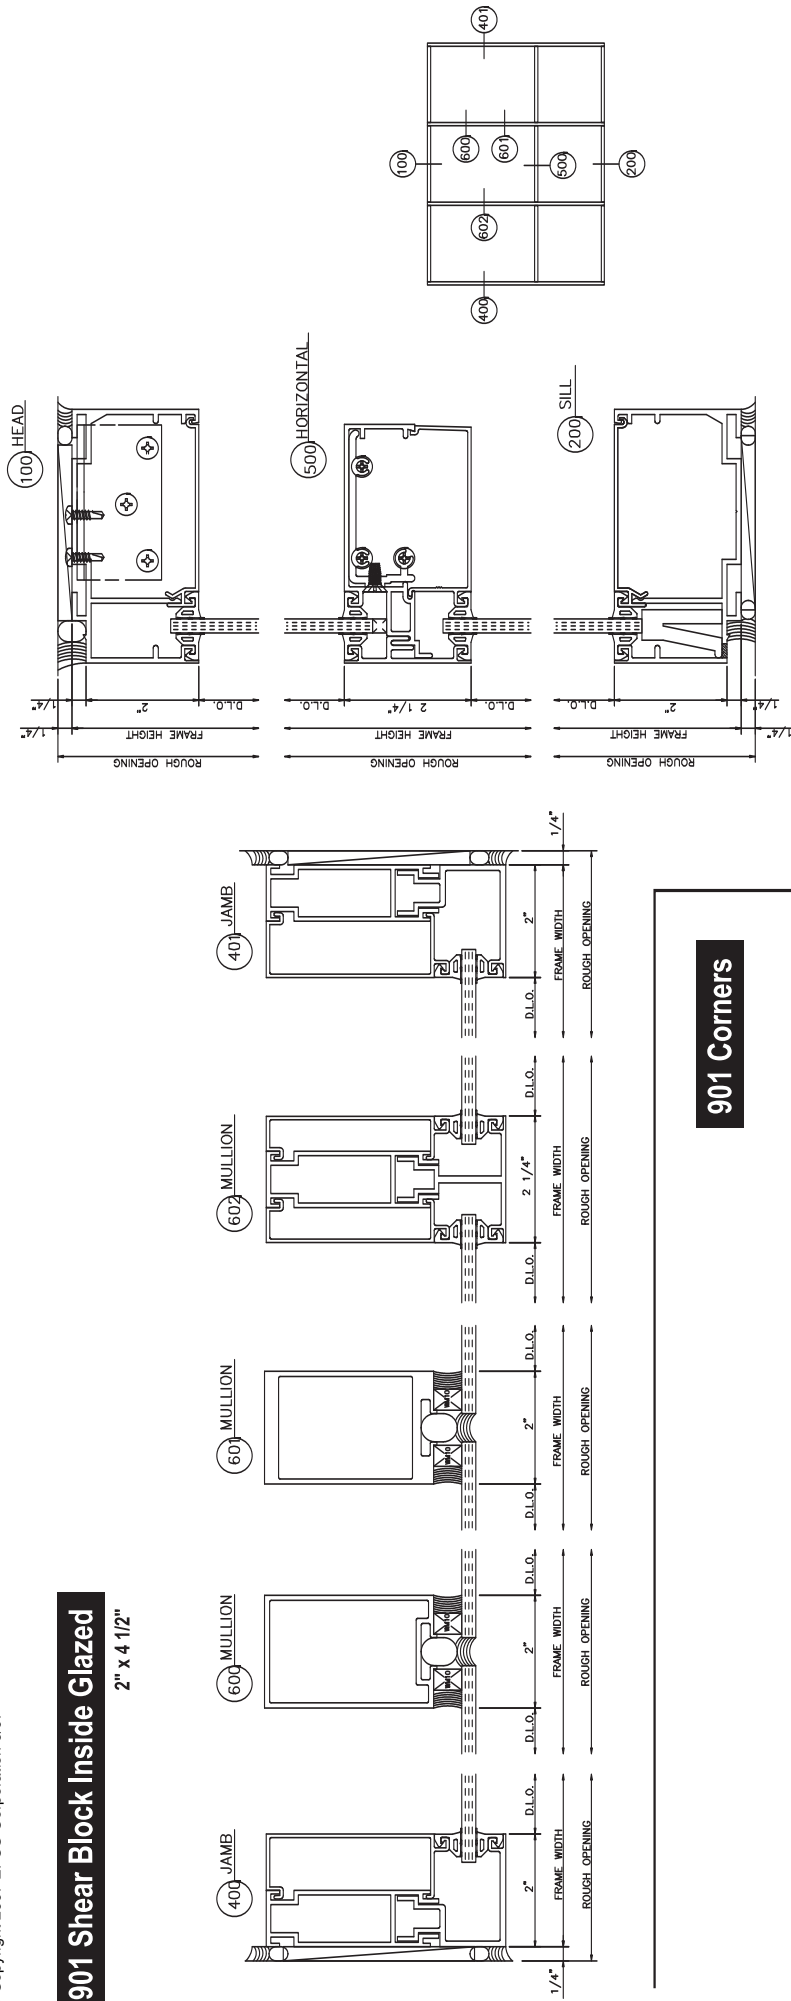 901 Shear Block Inside Glazed
2" x 4 1/2"
100 HEAD
1/4"
1/4"
2"
D.L.O.
FRAME HEIGHT
ROUGH OPENING
500 HORIZONTAL
D.L.O.
2 1/4"
D.L.O.
FRAME HEIGHT
ROUGH OPENING
200 SILL
D.L.O.
2"
1/4"
1/4"
FRAME HEIGHT
ROUGH OPENING
401
100
600
601
500
200
602
400
400 JAMB
1/4"
2"
D.L.O.
FRAME WIDTH
ROUGH OPENING
600 MULLION
D.L.O.
2"
D.L.O.
FRAME WIDTH
ROUGH OPENING
601 MULLION
D.L.O.
2"
D.L.O.
FRAME WIDTH
ROUGH OPENING
602 MULLION
D.L.O.
2 1/4"
D.L.O.
FRAME WIDTH
ROUGH OPENING
401 JAMB
D.L.O.
2"
1/4"
FRAME WIDTH
ROUGH OPENING
901 Corners